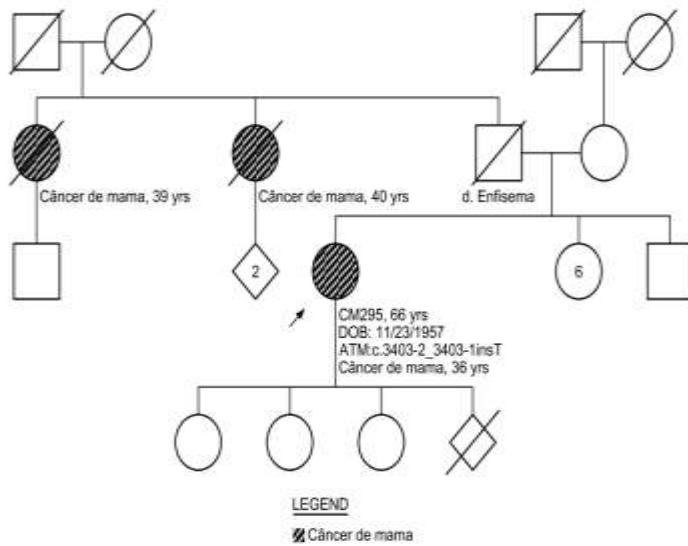 Câncer de mama, 39 yrs
Câncer de mama, 40 yrs
d. Enfisema
2
6
CM295, 66 yrs
DOB: 11/23/1957
ATM:c.3403-2_3403-1insT
Câncer de mama, 36 yrs
LEGEND
Câncer de mama